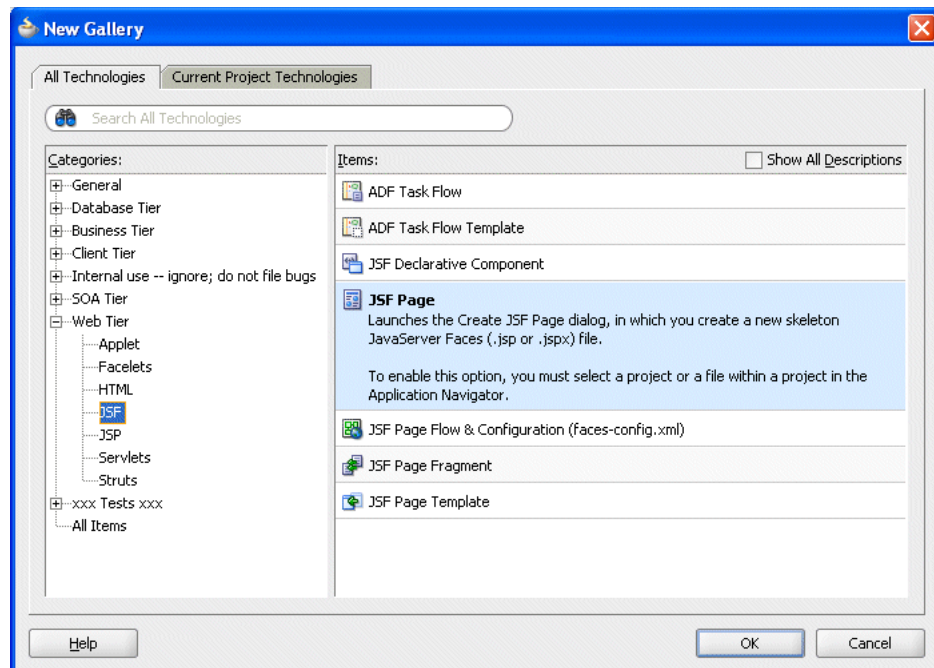 New Gallery
All Technologies
Current Project Technologies
Search All Technologies
Categories:
General
Database Tier
Business Tier
Client Tier
Internal use -- ignore; do not file bugs
SOA Tier
Web Tier
Applet
Facelets
HTML
JSF
JSP
Servlets
Struts
xxx Tests xxx
All Items
Items:
Show All Descriptions
ADF Task Flow
ADF Task Flow Template
JSF Declarative Component
JSF Page
Launches the Create JSF Page dialog, in which you create a new skeleton
JavaServer Faces (.jsp or .jspx) file.
To enable this option, you must select a project or a file within a project in the
Application Navigator.
JSF Page Flow & Configuration (faces-config.xml)
JSF Page Fragment
JSF Page Template
Help
OK
Cancel